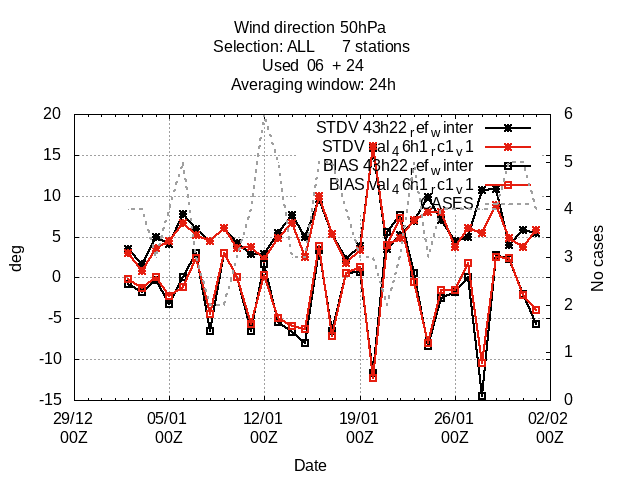 Wind direction 50hPa
Selection: ALL 7 stations
Used 06 + 24
Averaging window: 24h
20
15
10
5
0
-5
-10
-15
deg
6
5
4
3
2
1
0
No cases
STDV 43h22_ref_winter
STDV val_46h1_rc1_v1
BIAS 43h22_ref_winter
BIAS val_46h1_rc1_v1
CASES
29/12 05/01 12/01 19/01 26/01 02/02
00Z 00Z 00Z 00Z 00Z 00Z
Date